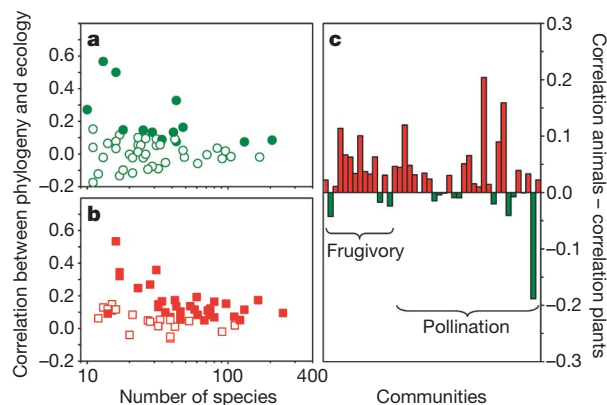 Correlation between phylogeny and ecology
a
0.6
0.4
0.2
0.0
−0.2
b
0.6
0.4
0.2
0.0
−0.2
10
100
400
Number of species
c
Frugivory
Pollination
Communities
0.3
0.2
0.1
0.0
−0.1
−0.2
−0.3
Correlation animals – correlation plants